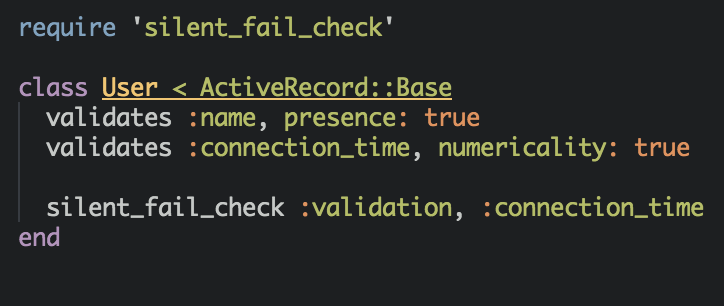 require 'silent_fail_check'
class User < ActiveRecord::Base
validates :name, presence: true
validates :connection_time, numericality: true
silent_fail_check :validation, :connection_time
end